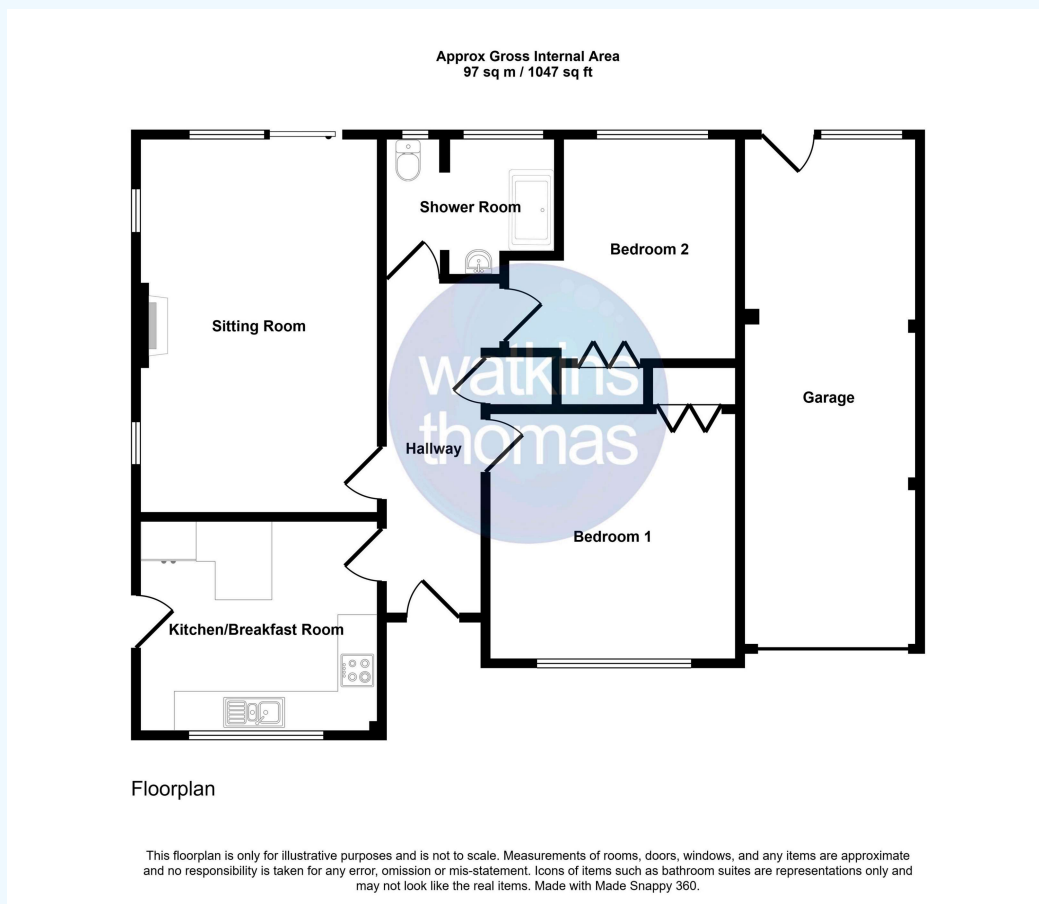 Approx Gross Internal Area
97 sq m / 1047 sq ft
Shower Room
Bedroom 2
Sitting Room
watkins
thomas
Garage
Hallway
Bedroom 1
Kitchen/Breakfast Room
Floorplan
This floorplan is only for illustrative purposes and is not to scale. Measurements of rooms, doors, windows, and any items are approximate
and no responsibility is taken for any error, omission or mis-statement. Icons of items such as bathroom suites are representations only and
may not look like the real items. Made with Made Snappy 360.